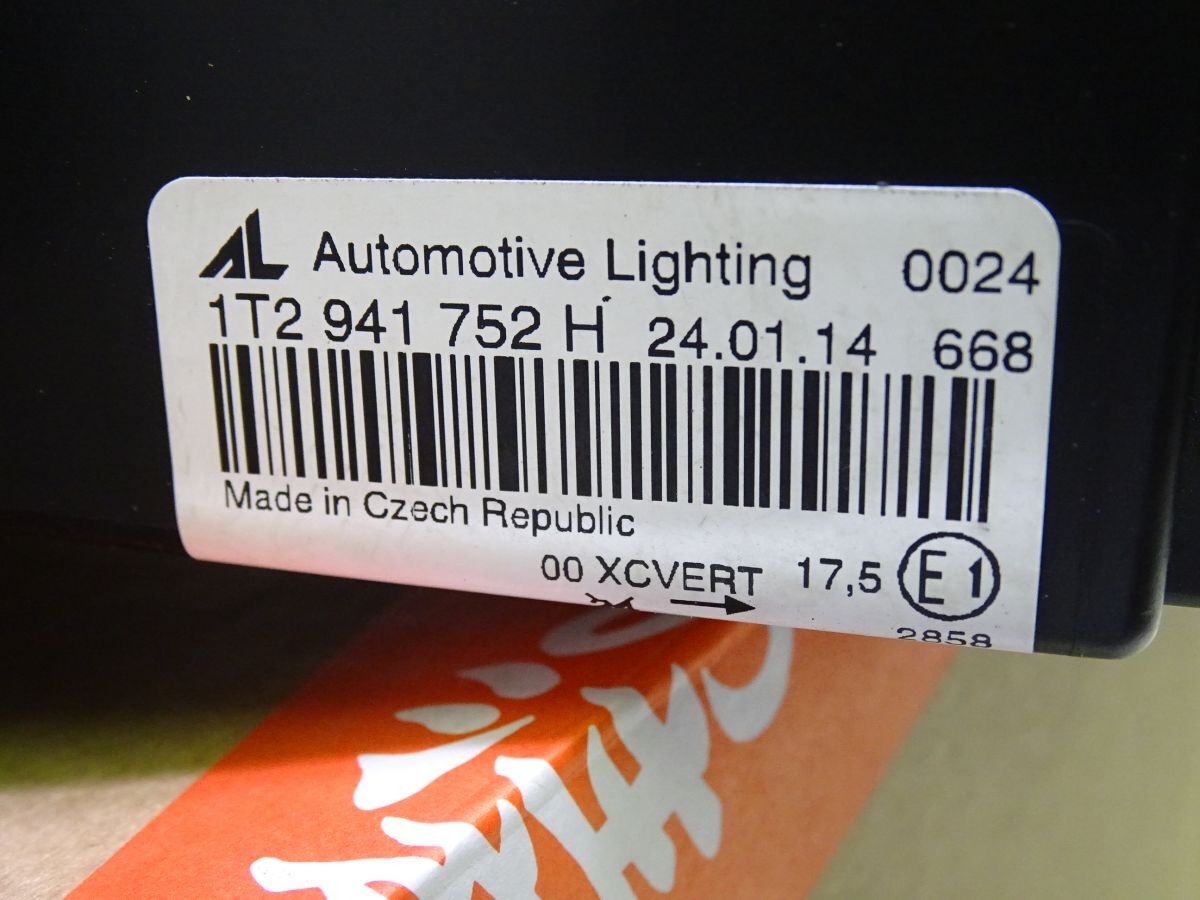 AL Automotive Lighting 0024
1T2 941 752 H 24.01.14 668
Made in Czech Republic
00 XCVERT 17,5 E1
2858